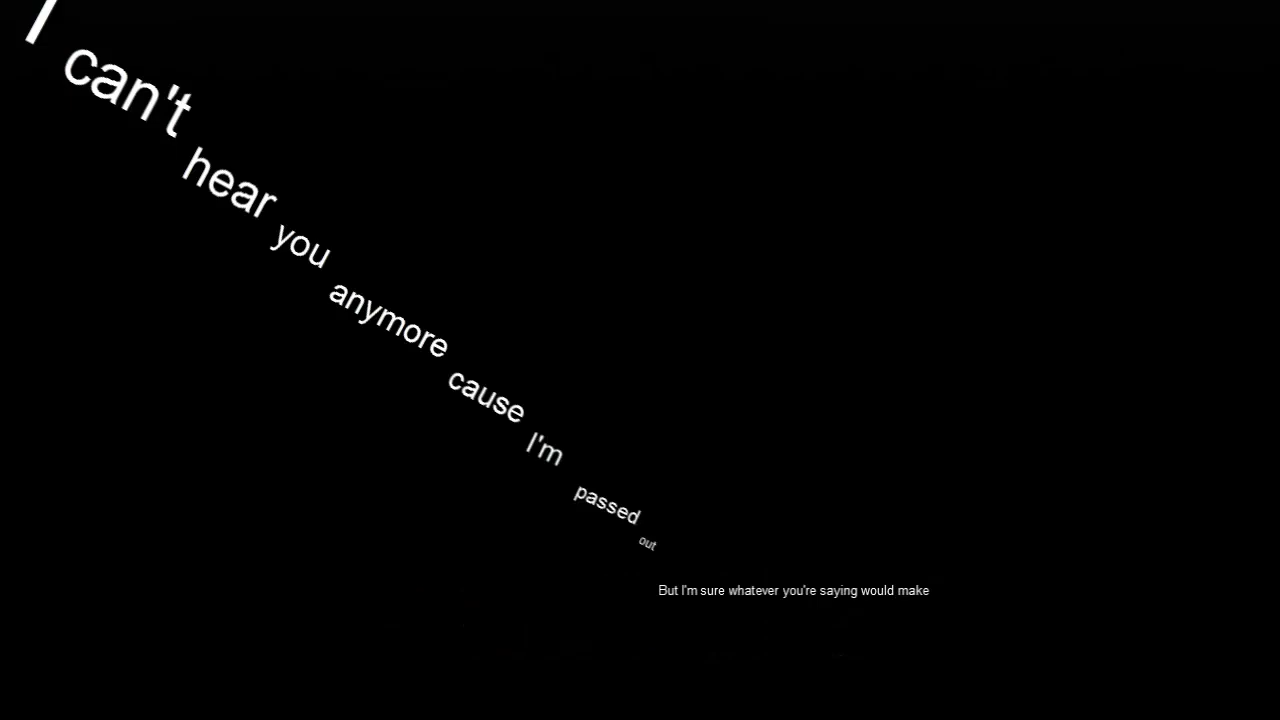 I can't hear you anymore cause I'm passed out
But I'm sure whatever you're saying would make